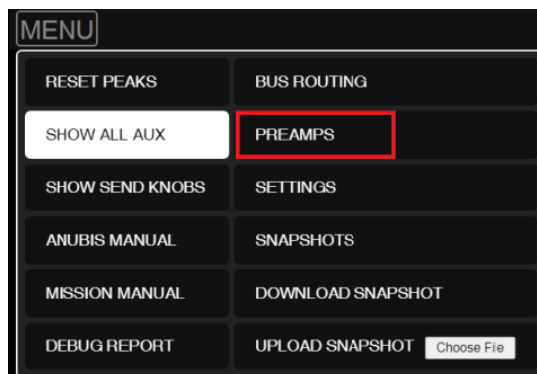 MENU
RESET PEAKS BUS ROUTING
SHOW ALL AUX PREAMPS
SHOW SEND KNOBS SETTINGS
ANUBIS MANUAL SNAPSHOTS
MISSION MANUAL DOWNLOAD SNAPSHOT
DEBUG REPORT UPLOAD SNAPSHOT Choose File